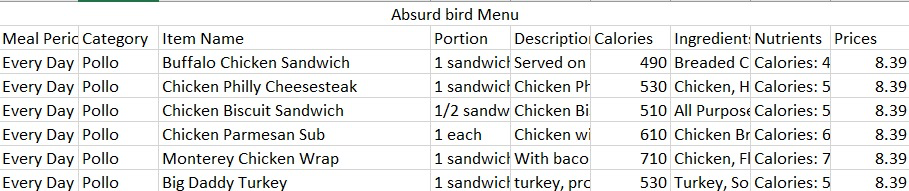 Absurd bird Menu
Meal Peric Category Item Name Portion Description Calories Ingredients Nutrients Prices
Every Day Pollo Buffalo Chicken Sandwich 1 sandwich Served on 490 Breaded C Calories: 4 8.39
Every Day Pollo Chicken Philly Cheesesteak 1 sandwich Chicken Ph 530 Chicken, H Calories: 5 8.39
Every Day Pollo Chicken Biscuit Sandwich 1/2 sandw Chicken Bi 510 All Purpose Calories: 5 8.39
Every Day Pollo Chicken Parmesan Sub 1 each Chicken wi 610 Chicken Br Calories: 6 8.39
Every Day Pollo Monterey Chicken Wrap 1 sandwich With baco 710 Chicken, Fl Calories: 7 8.39
Every Day Pollo Big Daddy Turkey 1 sandwich turkey, pro 530 Turkey, So Calories: 5 8.39